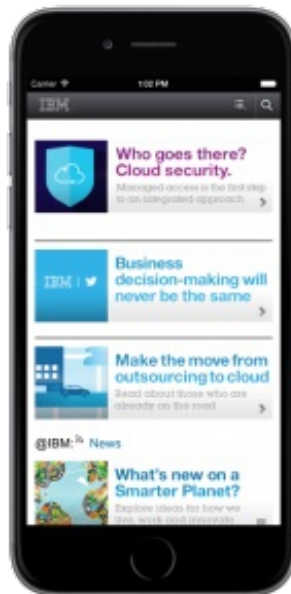 Carrier 1:02 PM
IBM
Who goes there?
Cloud security.
Managed access is the first step
to an integrated approach
IBM
Business
decision-making will
never be the same
Make the move from
outsourcing to cloud
Read about those who are
already on the road
@IBM: News
What's new on a
Smarter Planet?
Explore ideas for how we
live, work and innovate